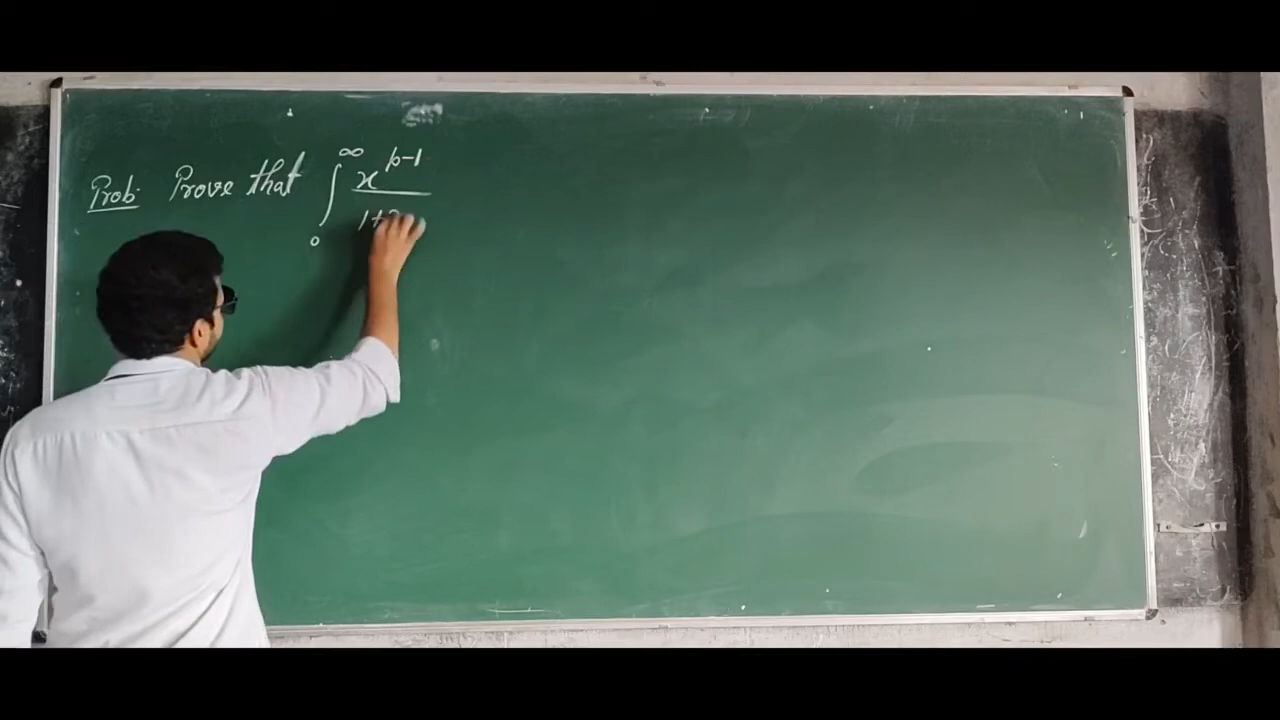 Prob: Prove that ∫₀^∞ x^{p-1} / 1+